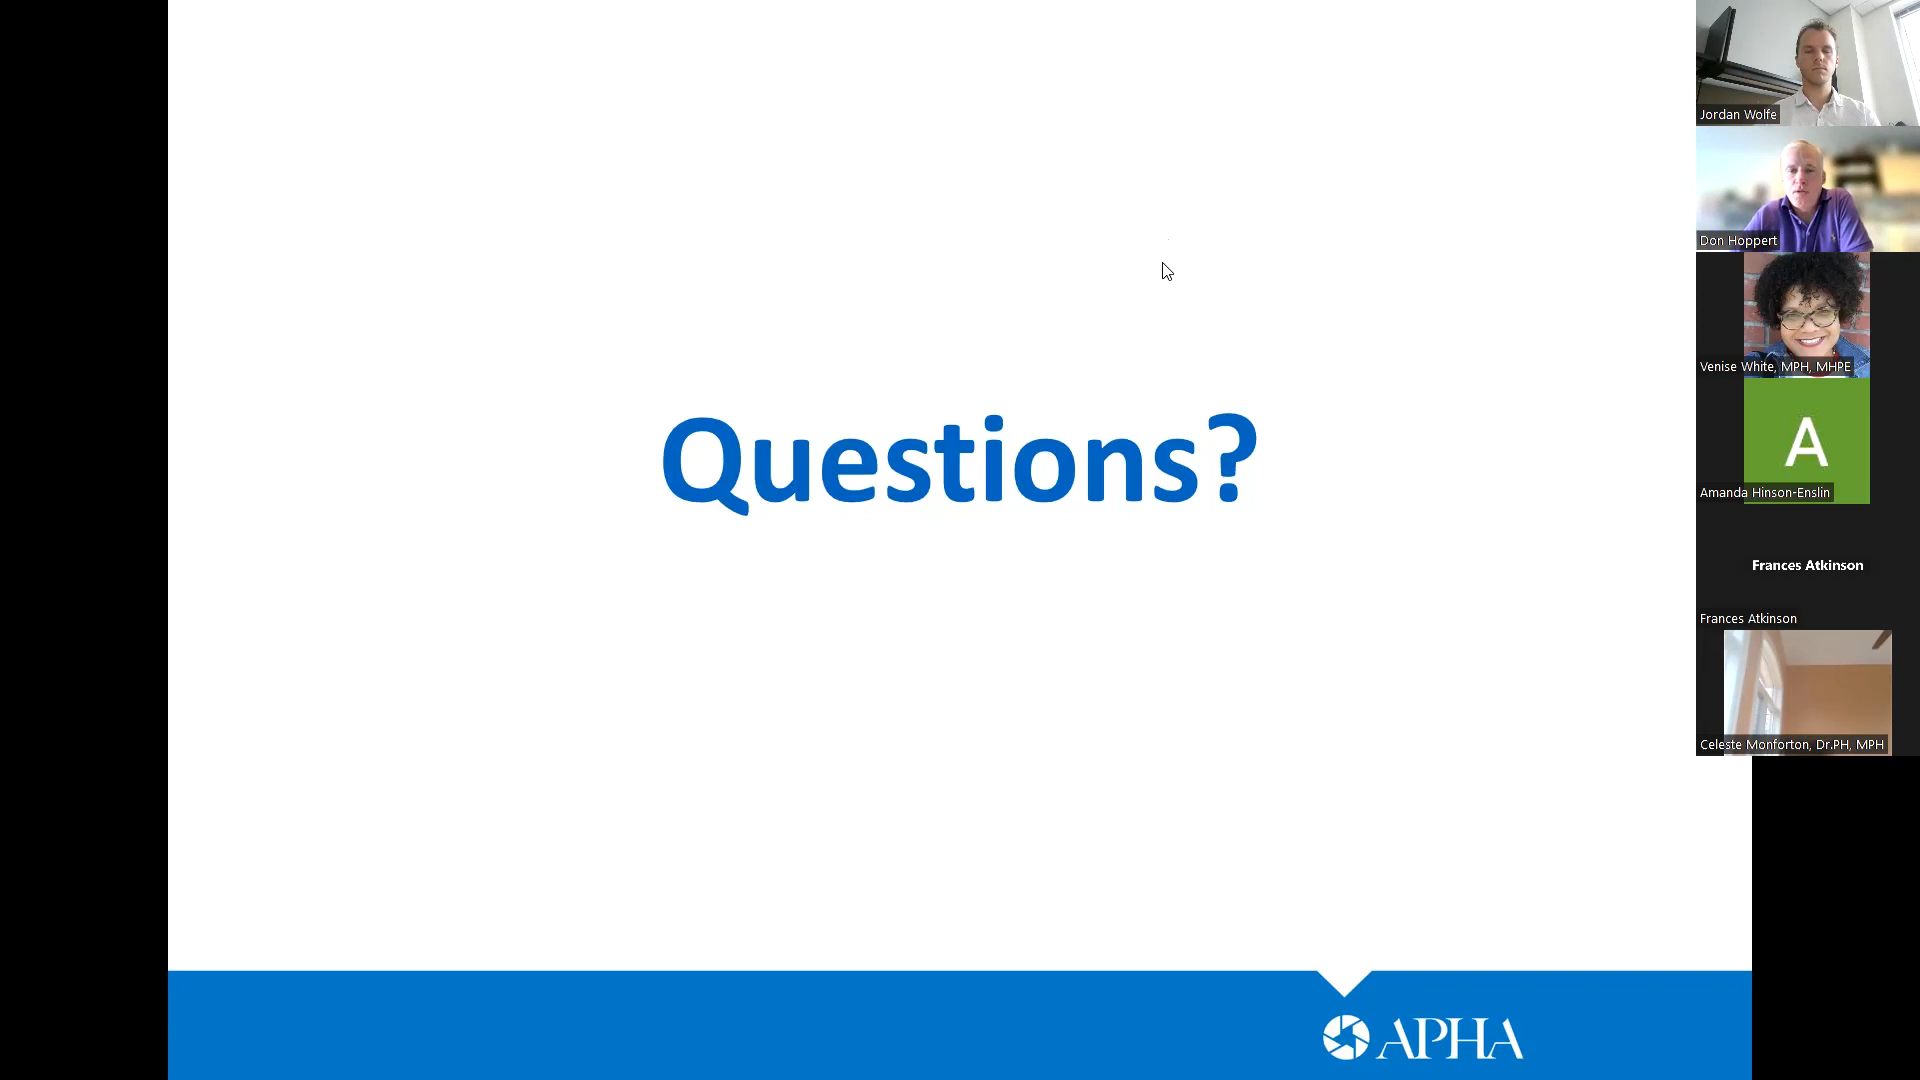 Questions?
APHA
Jordan Wolfe
Don Hoppert
Venise White, MPH, MHPE
A
Amanda Hinson-Enslin
Frances Atkinson
Frances Atkinson
Celeste Monforton, Dr.PH, MPH